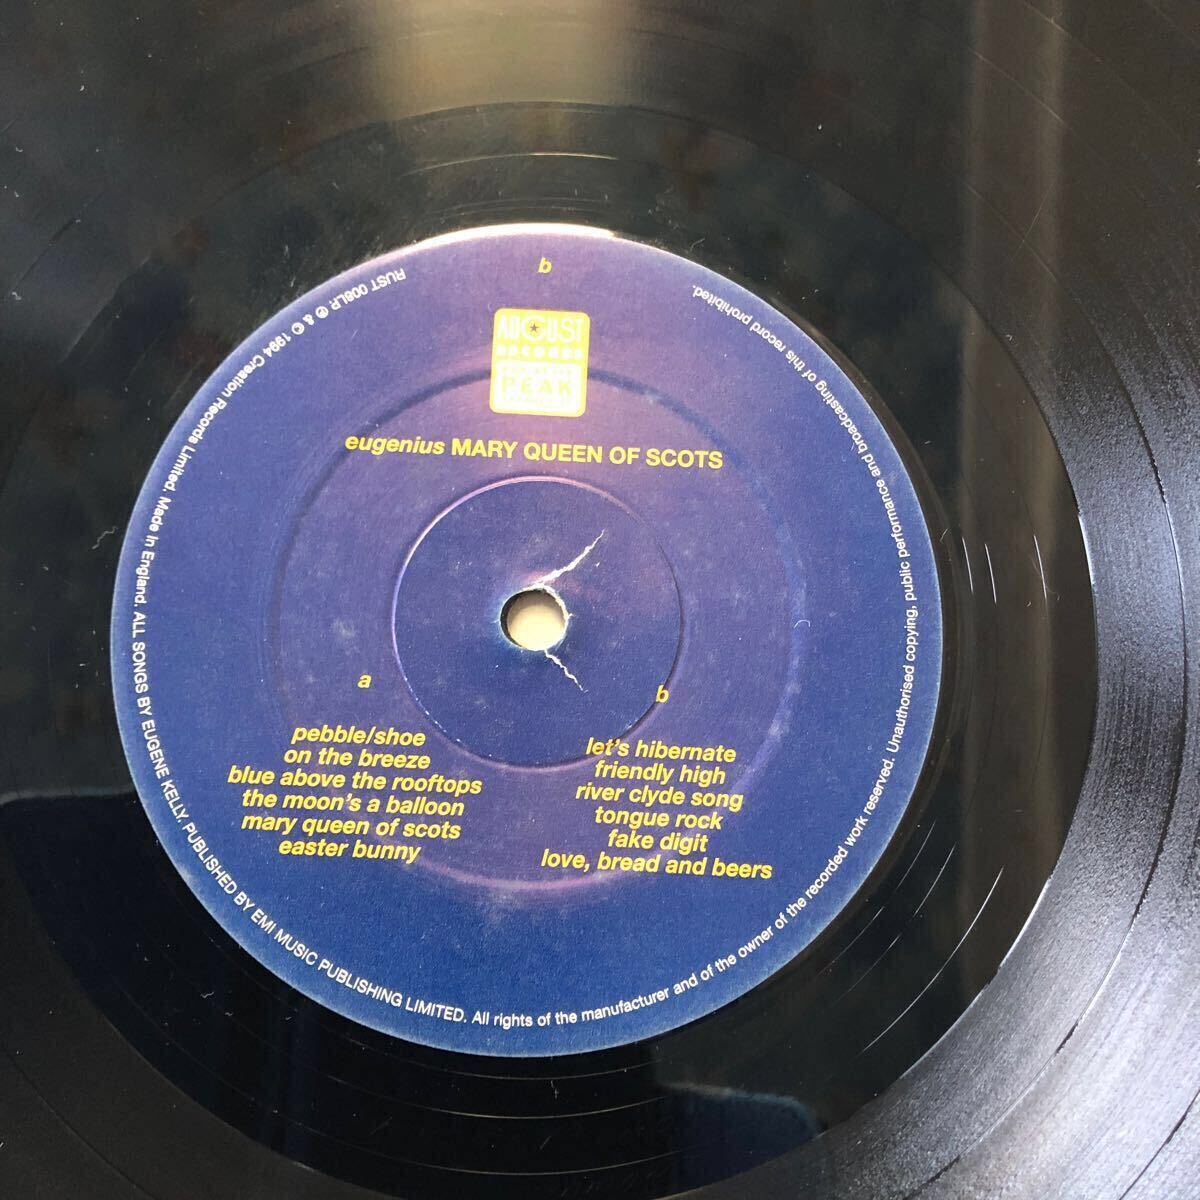 b
AUGUST
RECORDS
PEAK
eugenius MARY QUEEN OF SCOTS
a
pebble/shoe
on the breeze
blue above the rooftops
the moon's a balloon
mary queen of scots
easter bunny
b
let's hibernate
friendly high
river clyde song
tongue rock
fake digit
love, bread and beers
RUST 008LP. ℗ & © 1994 Creation Records Limited. Made in England. ALL SONGS BY EUGENE KELLY. PUBLISHED BY EMI MUSIC PUBLISHING LIMITED. All rights of the manufacturer and of the owner of the recorded work reserved. Unauthorised copying, public performance and broadcasting of this record prohibited.